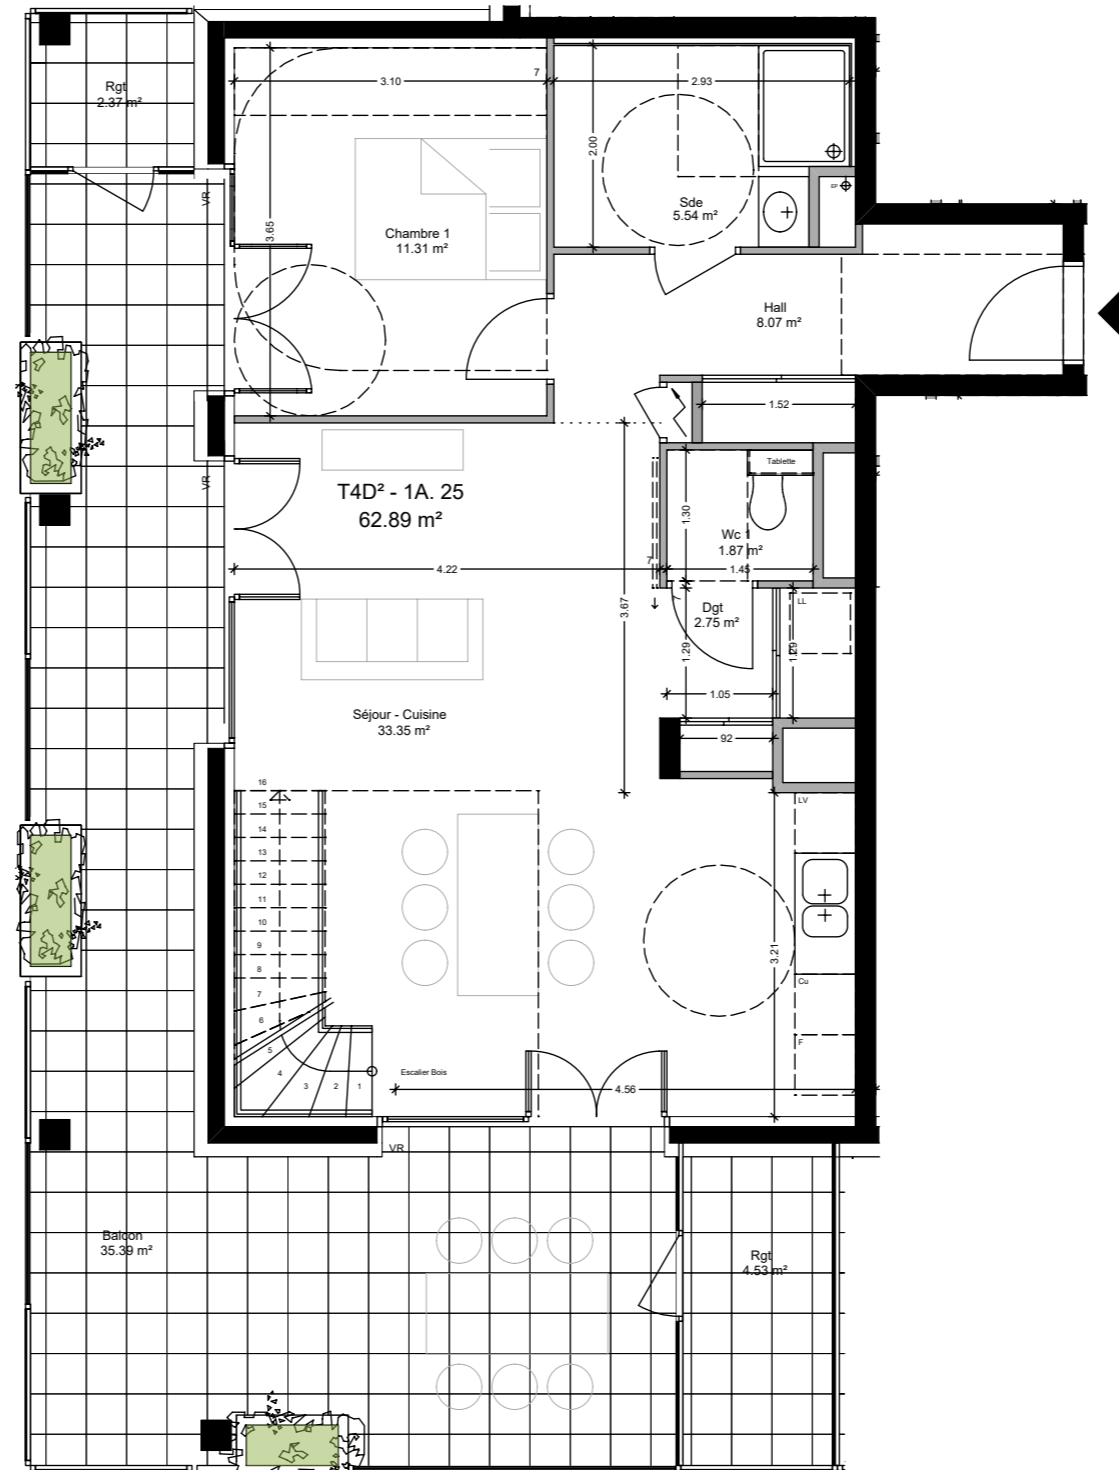 Rgt
2.37 m²
3.10
7
2.93
2.00
3.65
VR
Chambre 1
11.31 m²
Sde
5.54 m²
EP
Hall
8.07 m²
1.52
VR
T4D² - 1A. 25
62.89 m²
Tablette
1.30
Wc 1
1.87 m²
4.22
7
1.45
3.67
7
Dgt
2.75 m²
LL
1.29
1.29
1.05
92
Séjour - Cuisine
33.35 m²
16
15
14
13
12
11
10
9
8
7
6
5
4
3
2
1
LV
3.21
Cu
F
Escalier Bois
4.56
VR
Balcon
35.39 m²
Rgt
4.53 m²